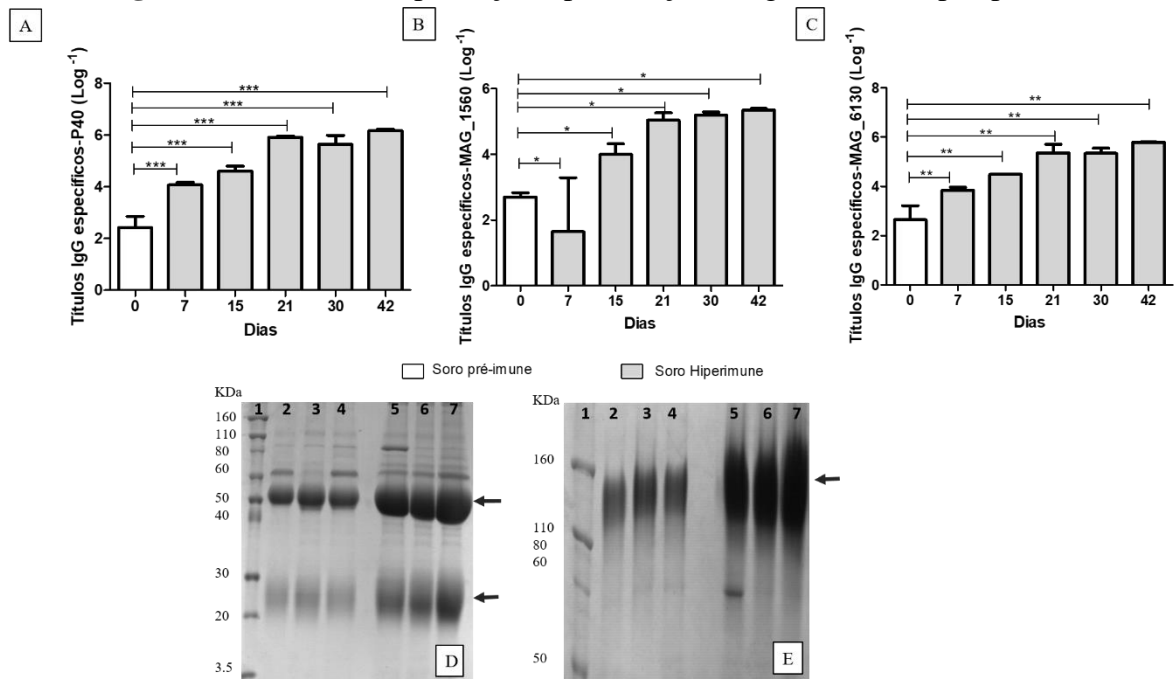 A
B
C
Títulos IgG específicos-P40 (Log⁻¹)
8
6
4
2
0
***
***
***
***
***
0 7 15 21 30 42
Dias
Títulos IgG específicos-MAG_1560 (Log⁻¹)
6
4
2
0
*
*
*
*
*
0 7 15 21 30 42
Dias
Títulos IgG específicos-MAG_6130 (Log⁻¹)
8
6
4
2
0
**
**
**
**
**
0 7 15 21 30 42
Dias
Soro pré-imune
Soro Hiperimune
KDa
1 2 3 4 5 6 7
160
110
80
60
50
40
30
20
3.5
D
KDa
1 2 3 4 5 6 7
160
110
80
60
50
E